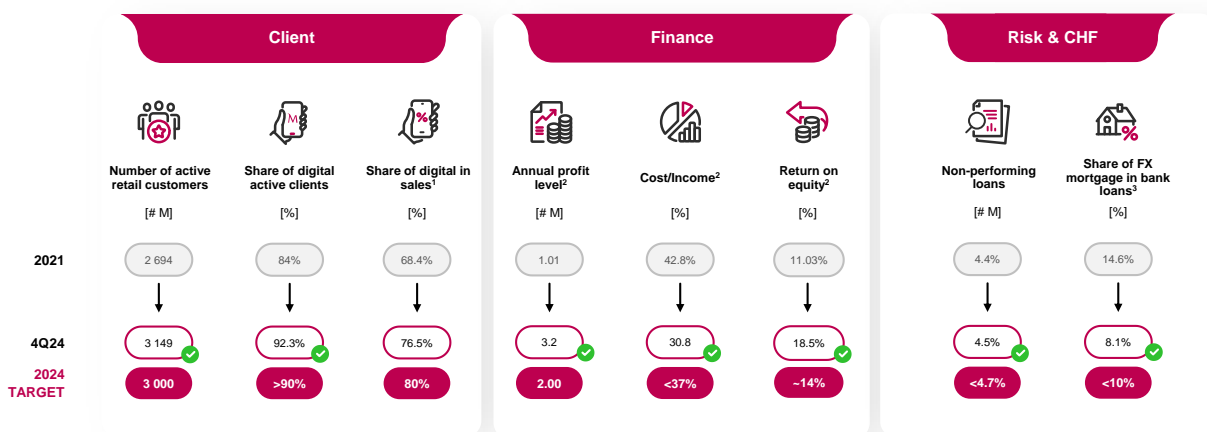 Client
Finance
Risk & CHF
M
%
%
Number of active
retail customers
Share of digital
active clients
Share of digital in
sales¹
Annual profit
level²
Cost/Income²
Return on
equity²
Non-performing
loans
Share of FX
mortgage in bank
loans³
[# M]
[%]
[%]
[# M]
[%]
[%]
[# M]
[%]
2021
2 694
84%
68.4%
1.01
42.8%
11.03%
4.4%
14.6%
4Q24
3 149
92.3%
76.5%
3.2
30.8
18.5%
4.5%
8.1%
2024
TARGET
3 000
>90%
80%
2.00
<37%
~14%
<4.7%
<10%